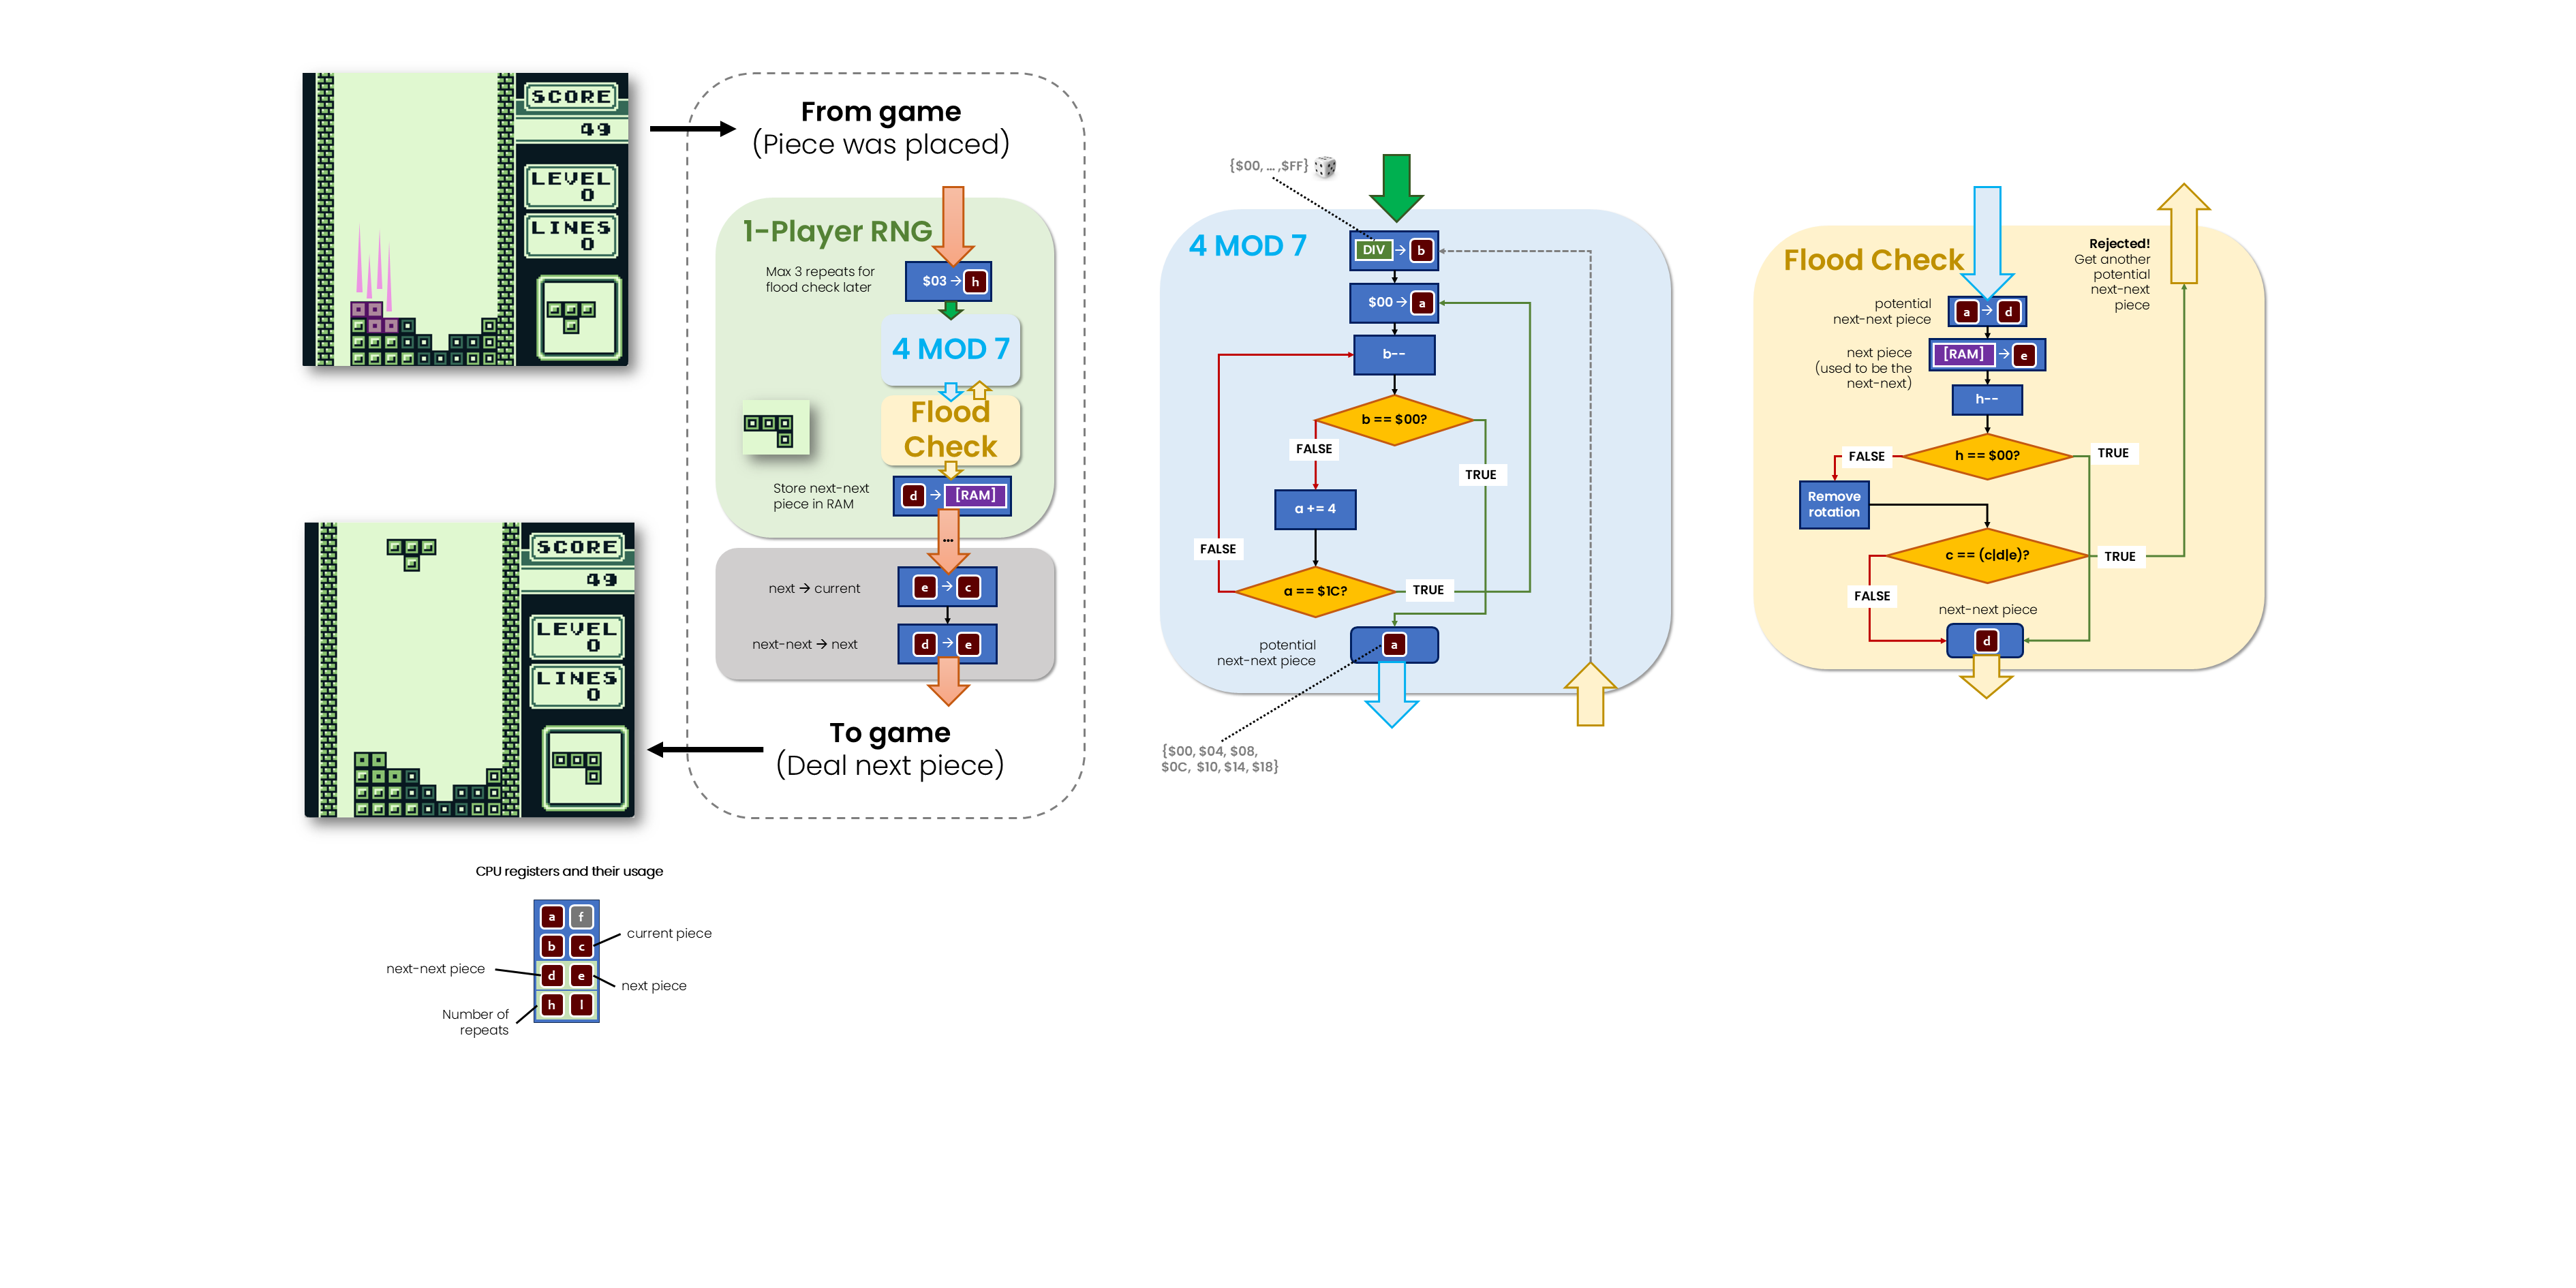 SCORE
49
LEVEL
0
LINES
0
From game
(Piece was placed)
1-Player RNG
Max 3 repeats for
flood check later
$03 → h
4 MOD 7
Flood
Check
Store next-next
piece in RAM
d → [RAM]
...
next → current
e → c
next-next → next
d → e
To game
(Deal next piece)
SCORE
49
LEVEL
0
LINES
0
CPU registers and their usage
a f
b c
d e
h l
current piece
next-next piece
next piece
Number of
repeats
{$00, ... ,$FF}
4 MOD 7
DIV → b
$00 → a
b--
b == $00?
FALSE
TRUE
a += 4
FALSE
a == $1C?
TRUE
potential
next-next piece
a
{$00, $04, $08,
$0C, $10, $14, $18}
Flood Check
Rejected!
Get another
potential
next-next
piece
potential
next-next piece
a → d
next piece
(used to be the
next-next)
[RAM] → e
h--
h == $00?
FALSE
TRUE
Remove
rotation
c == (c|d|e)?
TRUE
FALSE
next-next piece
d